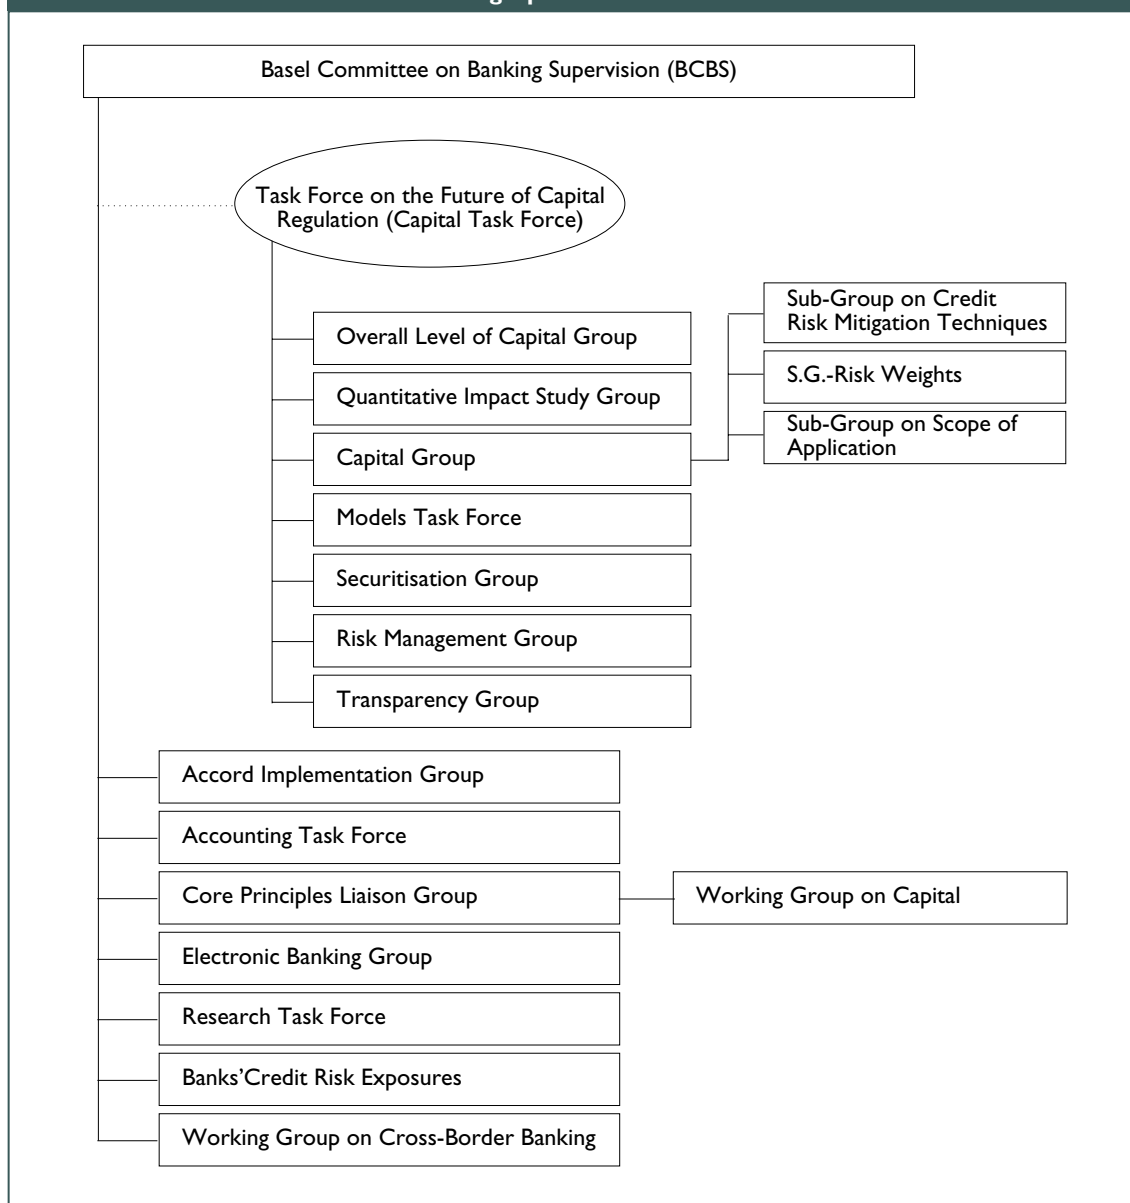 Basel Committee on Banking Supervision (BCBS)
Task Force on the Future of Capital
Regulation (Capital Task Force)
Overall Level of Capital Group
Quantitative Impact Study Group
Capital Group
Models Task Force
Securitisation Group
Risk Management Group
Transparency Group
Sub-Group on Credit
Risk Mitigation Techniques
S.G.-Risk Weights
Sub-Group on Scope of
Application
Accord Implementation Group
Accounting Task Force
Core Principles Liaison Group
Working Group on Capital
Electronic Banking Group
Research Task Force
Banks’Credit Risk Exposures
Working Group on Cross-Border Banking